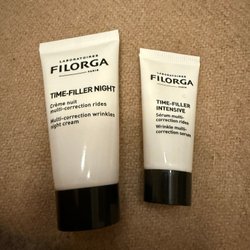 LABORATOIRES
FILORGA
PARIS
TIME-FILLER NIGHT
Crème nuit
multi-correction rides
Multi-correction wrinkles
night cream
LABORATOIRES
FILORGA
PARIS
TIME-FILLER
INTENSIVE
Sérum multi-
correction rides
Wrinkle multi-
correction serum